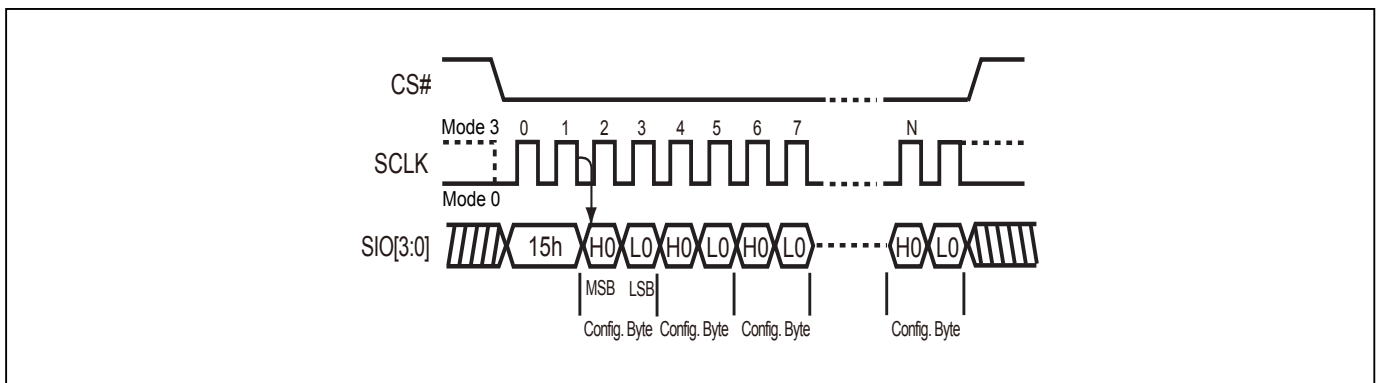 CS#
Mode 3 0 1 2 3 4 5 6 7 N
SCLK
Mode 0
SIO[3:0] 15h H0 L0 H0 L0 H0 L0 H0 L0
MSB LSB
Config. Byte Config. Byte Config. Byte Config. Byte